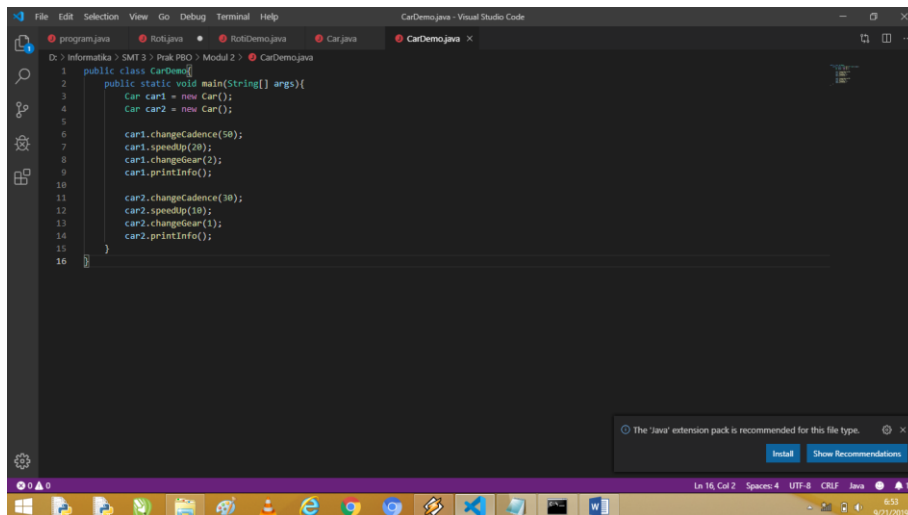 File Edit Selection View Go Debug Terminal Help CarDemo.java - Visual Studio Code
program.java Roti.java RotiDemo.java Car.java CarDemo.java
D: > Informatika > SMT 3 > Prak PBO > Modul 2 > CarDemo.java
1 public class CarDemo{
2 public static void main(String[] args){
3 Car car1 = new Car();
4 Car car2 = new Car();
5
6 car1.changeCadence(50);
7 car1.speedUp(20);
8 car1.changeGear(2);
9 car1.printInfo();
10
11 car2.changeCadence(30);
12 car2.speedUp(10);
13 car2.changeGear(1);
14 car2.printInfo();
15 }
16 }
The 'Java' extension pack is recommended for this file type.
Install Show Recommendations
0 0 Ln 16, Col 2 Spaces: 4 UTF-8 CRLF Java
6:53
9/21/2019